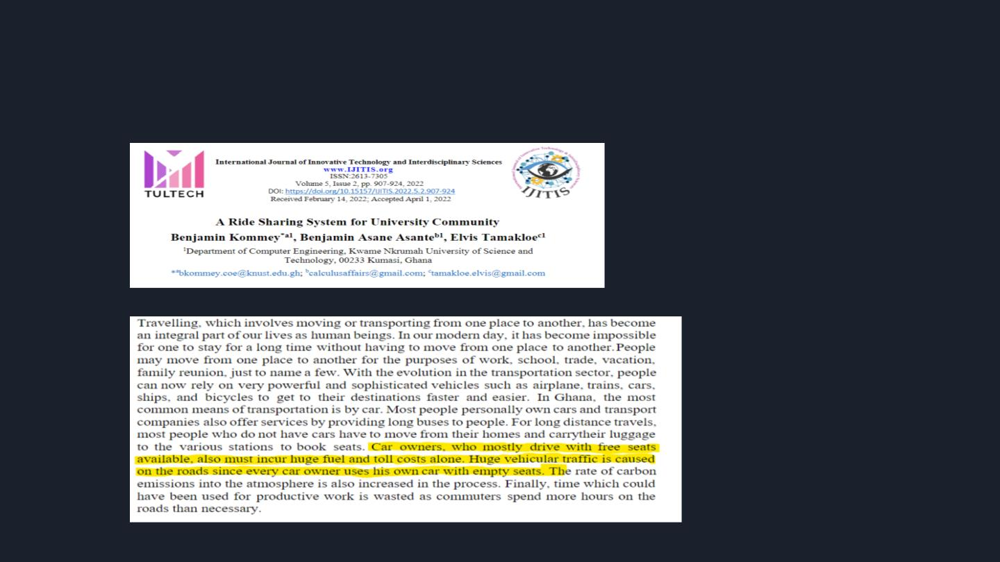 TULTECH
International Journal of Innovative Technology and Interdisciplinary Sciences
www.IJITIS.org
ISSN:2613-7305
Volume 5, Issue 2, pp. 907-924, 2022
DOI: https://doi.org/10.15157/IJITIS.2022.5.2.907-924
Received February 14, 2022; Accepted April 1, 2022
International Journal of Innovative Technology & Interdisciplinary Sciences
IJITIS
A Ride Sharing System for University Community
Benjamin Kommey*a1, Benjamin Asane Asanteb1, Elvis Tamakloec1
1Department of Computer Engineering, Kwame Nkrumah University of Science and
Technology, 00233 Kumasi, Ghana
*abkommey.coe@knust.edu.gh; bcalculusaffairs@gmail.com; ctamakloe.elvis@gmail.com
Travelling, which involves moving or transporting from one place to another, has become
an integral part of our lives as human beings. In our modern day, it has become impossible
for one to stay for a long time without having to move from one place to another.People
may move from one place to another for the purposes of work, school, trade, vacation,
family reunion, just to name a few. With the evolution in the transportation sector, people
can now rely on very powerful and sophisticated vehicles such as airplane, trains, cars,
ships, and bicycles to get to their destinations faster and easier. In Ghana, the most
common means of transportation is by car. Most people personally own cars and transport
companies also offer services by providing long buses to people. For long distance travels,
most people who do not have cars have to move from their homes and carrytheir luggage
to the various stations to book seats. Car owners, who mostly drive with free seats
available, also must incur huge fuel and toll costs alone. Huge vehicular traffic is caused
on the roads since every car owner uses his own car with empty seats. The rate of carbon
emissions into the atmosphere is also increased in the process. Finally, time which could
have been used for productive work is wasted as commuters spend more hours on the
roads than necessary.